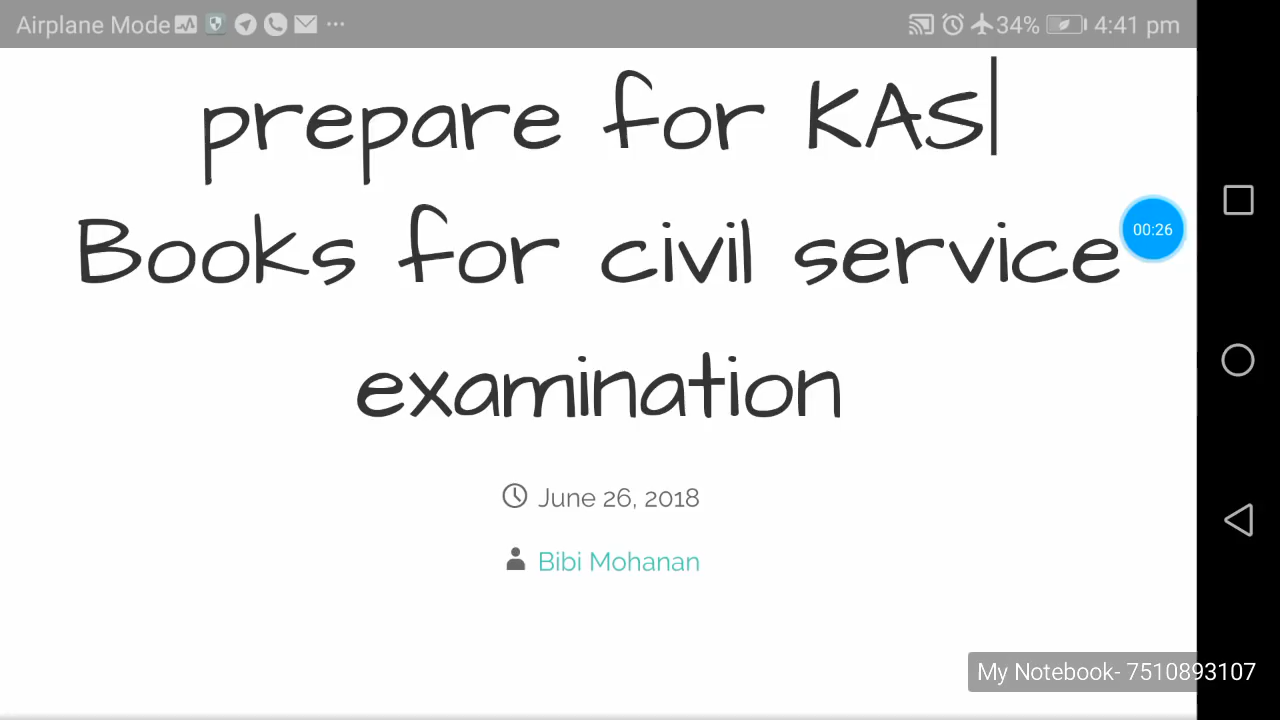 Airplane Mode ... 34% 4:41 pm
prepare for KAS|
Books for civil service
00:26
examination
June 26, 2018
Bibi Mohanan
My Notebook- 7510893107